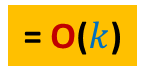 = O(k)